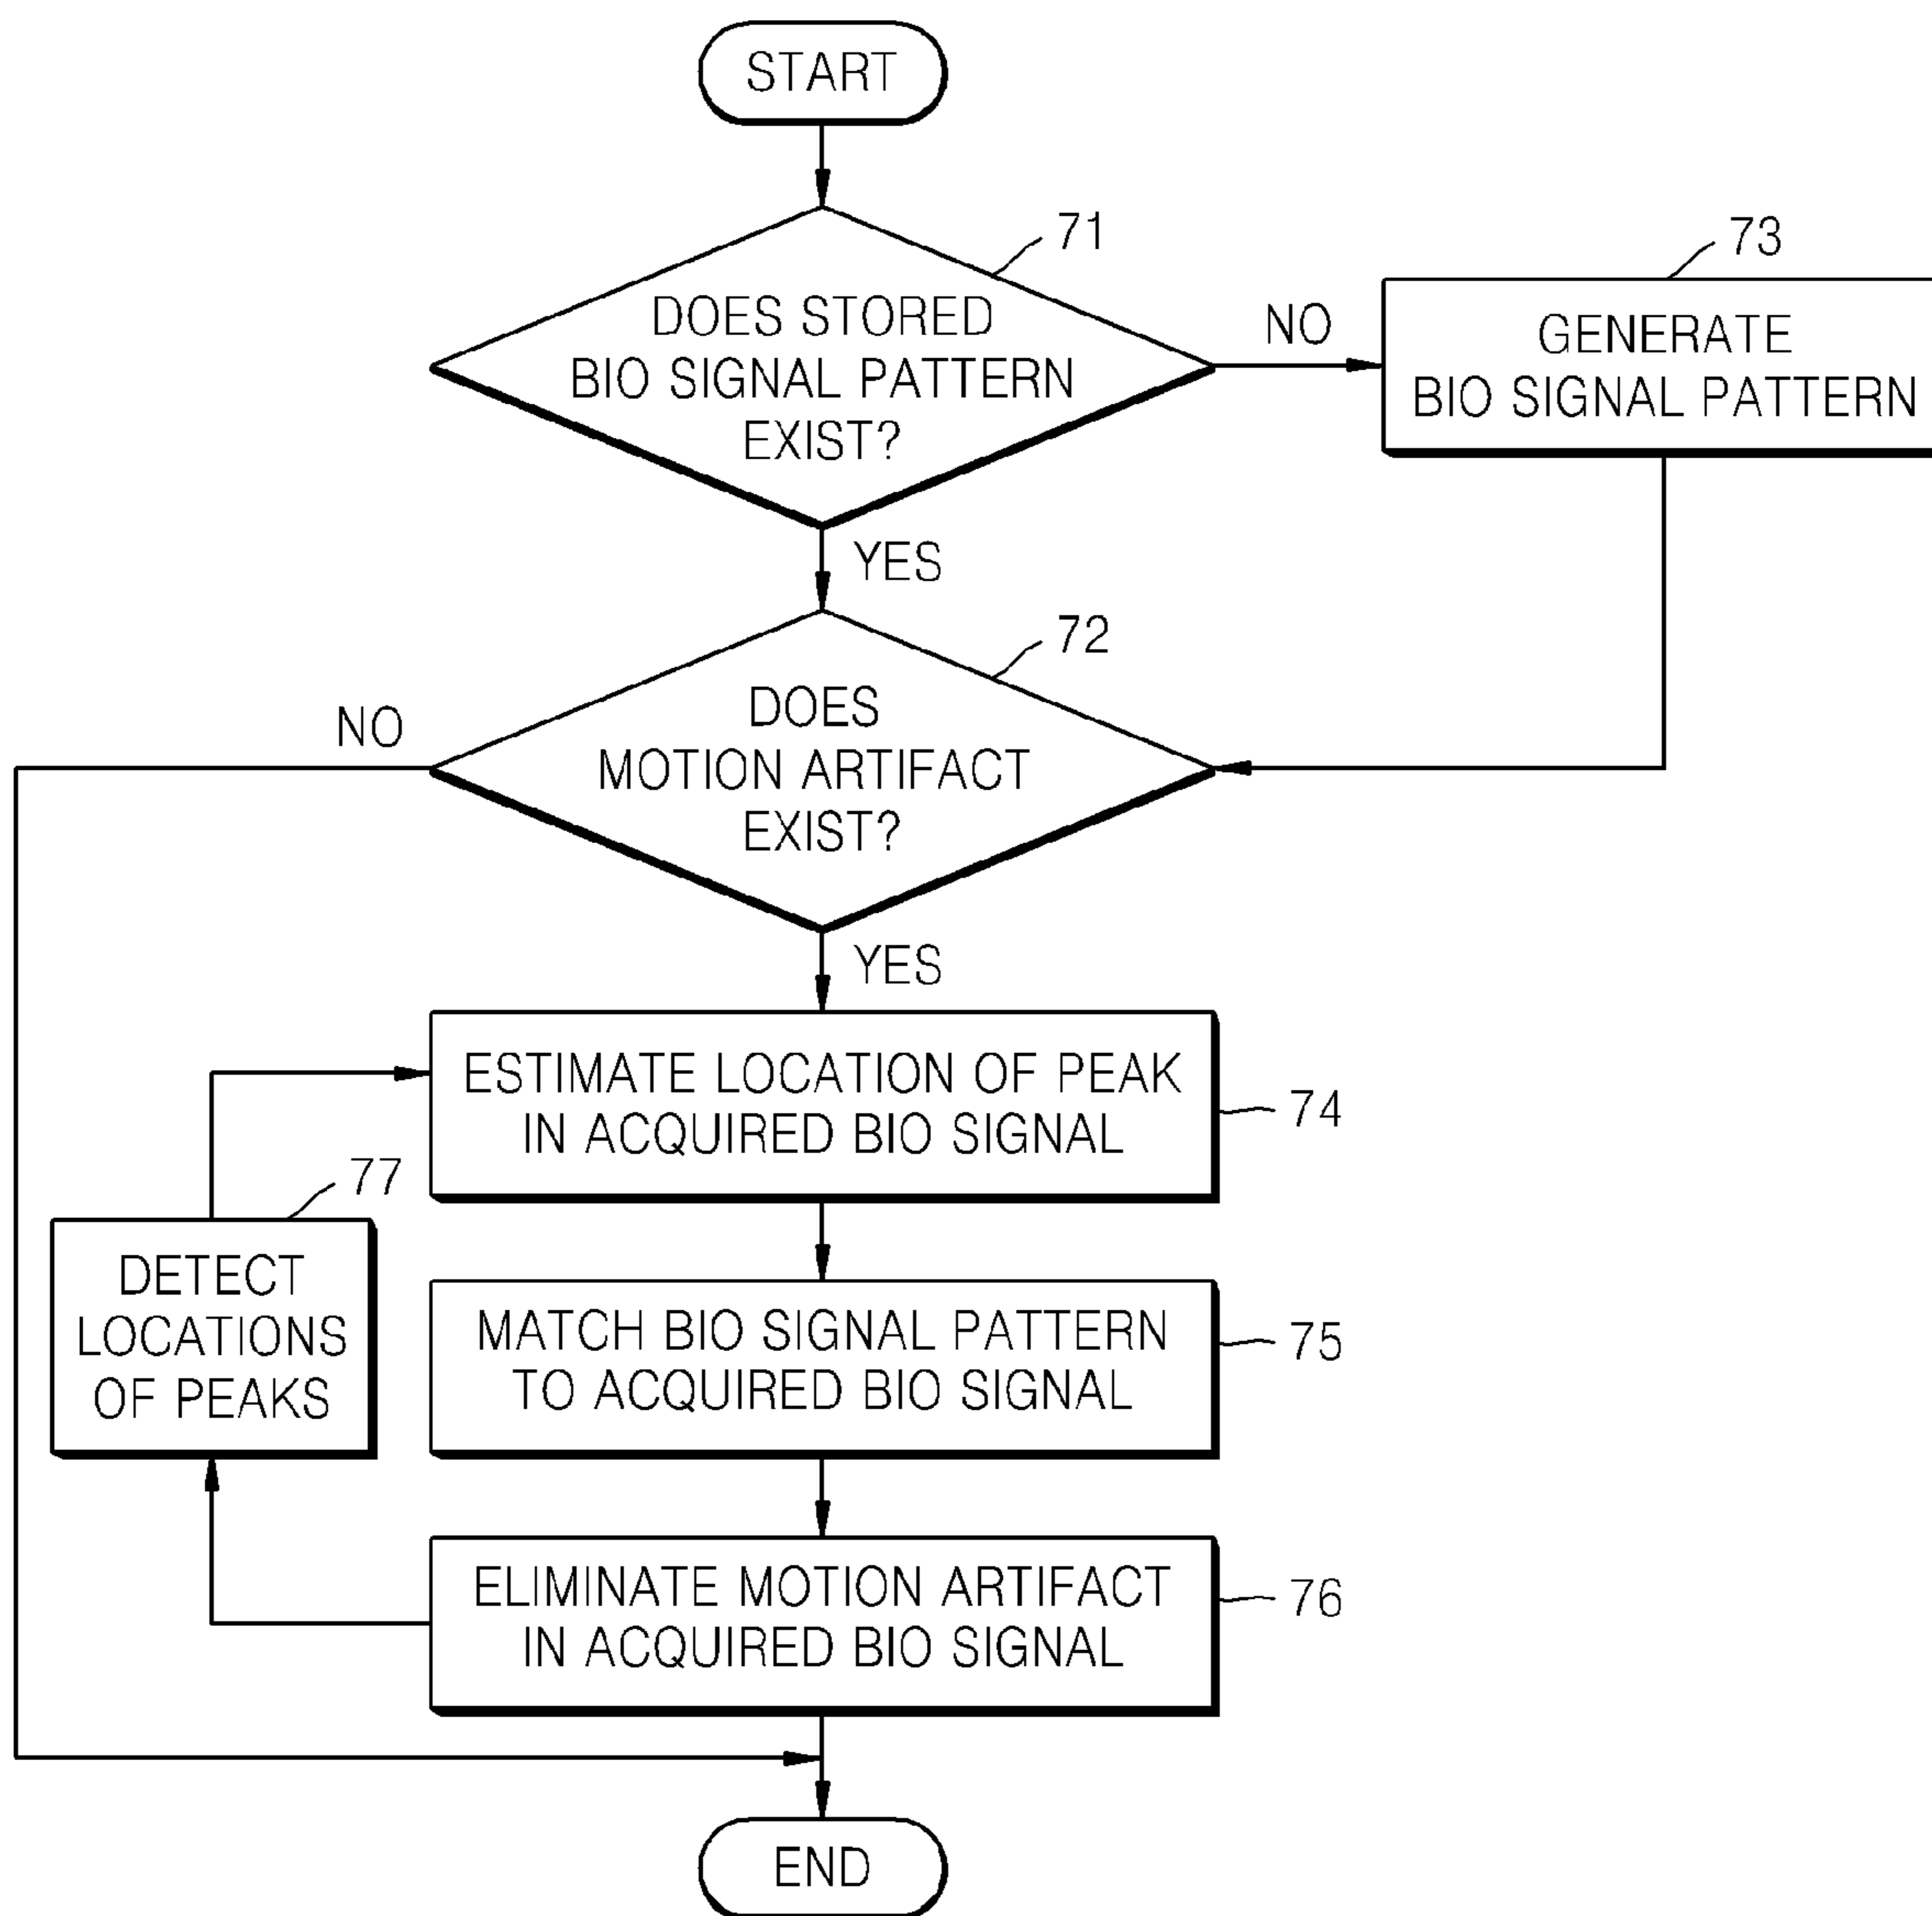 START
71
DOES STORED
BIO SIGNAL PATTERN
EXIST?
NO
73
GENERATE
BIO SIGNAL PATTERN
YES
72
DOES
MOTION ARTIFACT
EXIST?
NO
YES
ESTIMATE LOCATION OF PEAK
IN ACQUIRED BIO SIGNAL
74
77
DETECT
LOCATIONS
OF PEAKS
MATCH BIO SIGNAL PATTERN
TO ACQUIRED BIO SIGNAL
75
ELIMINATE MOTION ARTIFACT
IN ACQUIRED BIO SIGNAL
76
END